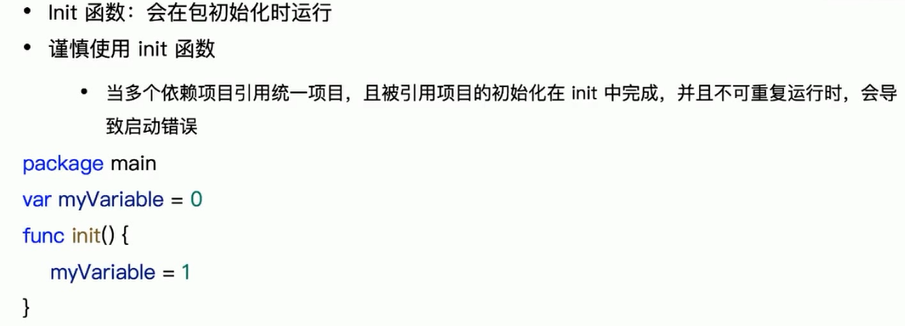 • Init 函数：会在包初始化时运行
• 谨慎使用 init 函数
• 当多个依赖项目引用统一项目，且被引用项目的初始化在 init 中完成，并且不可重复运行时，会导
致启动错误
package main
var myVariable = 0
func init() {
myVariable = 1
}